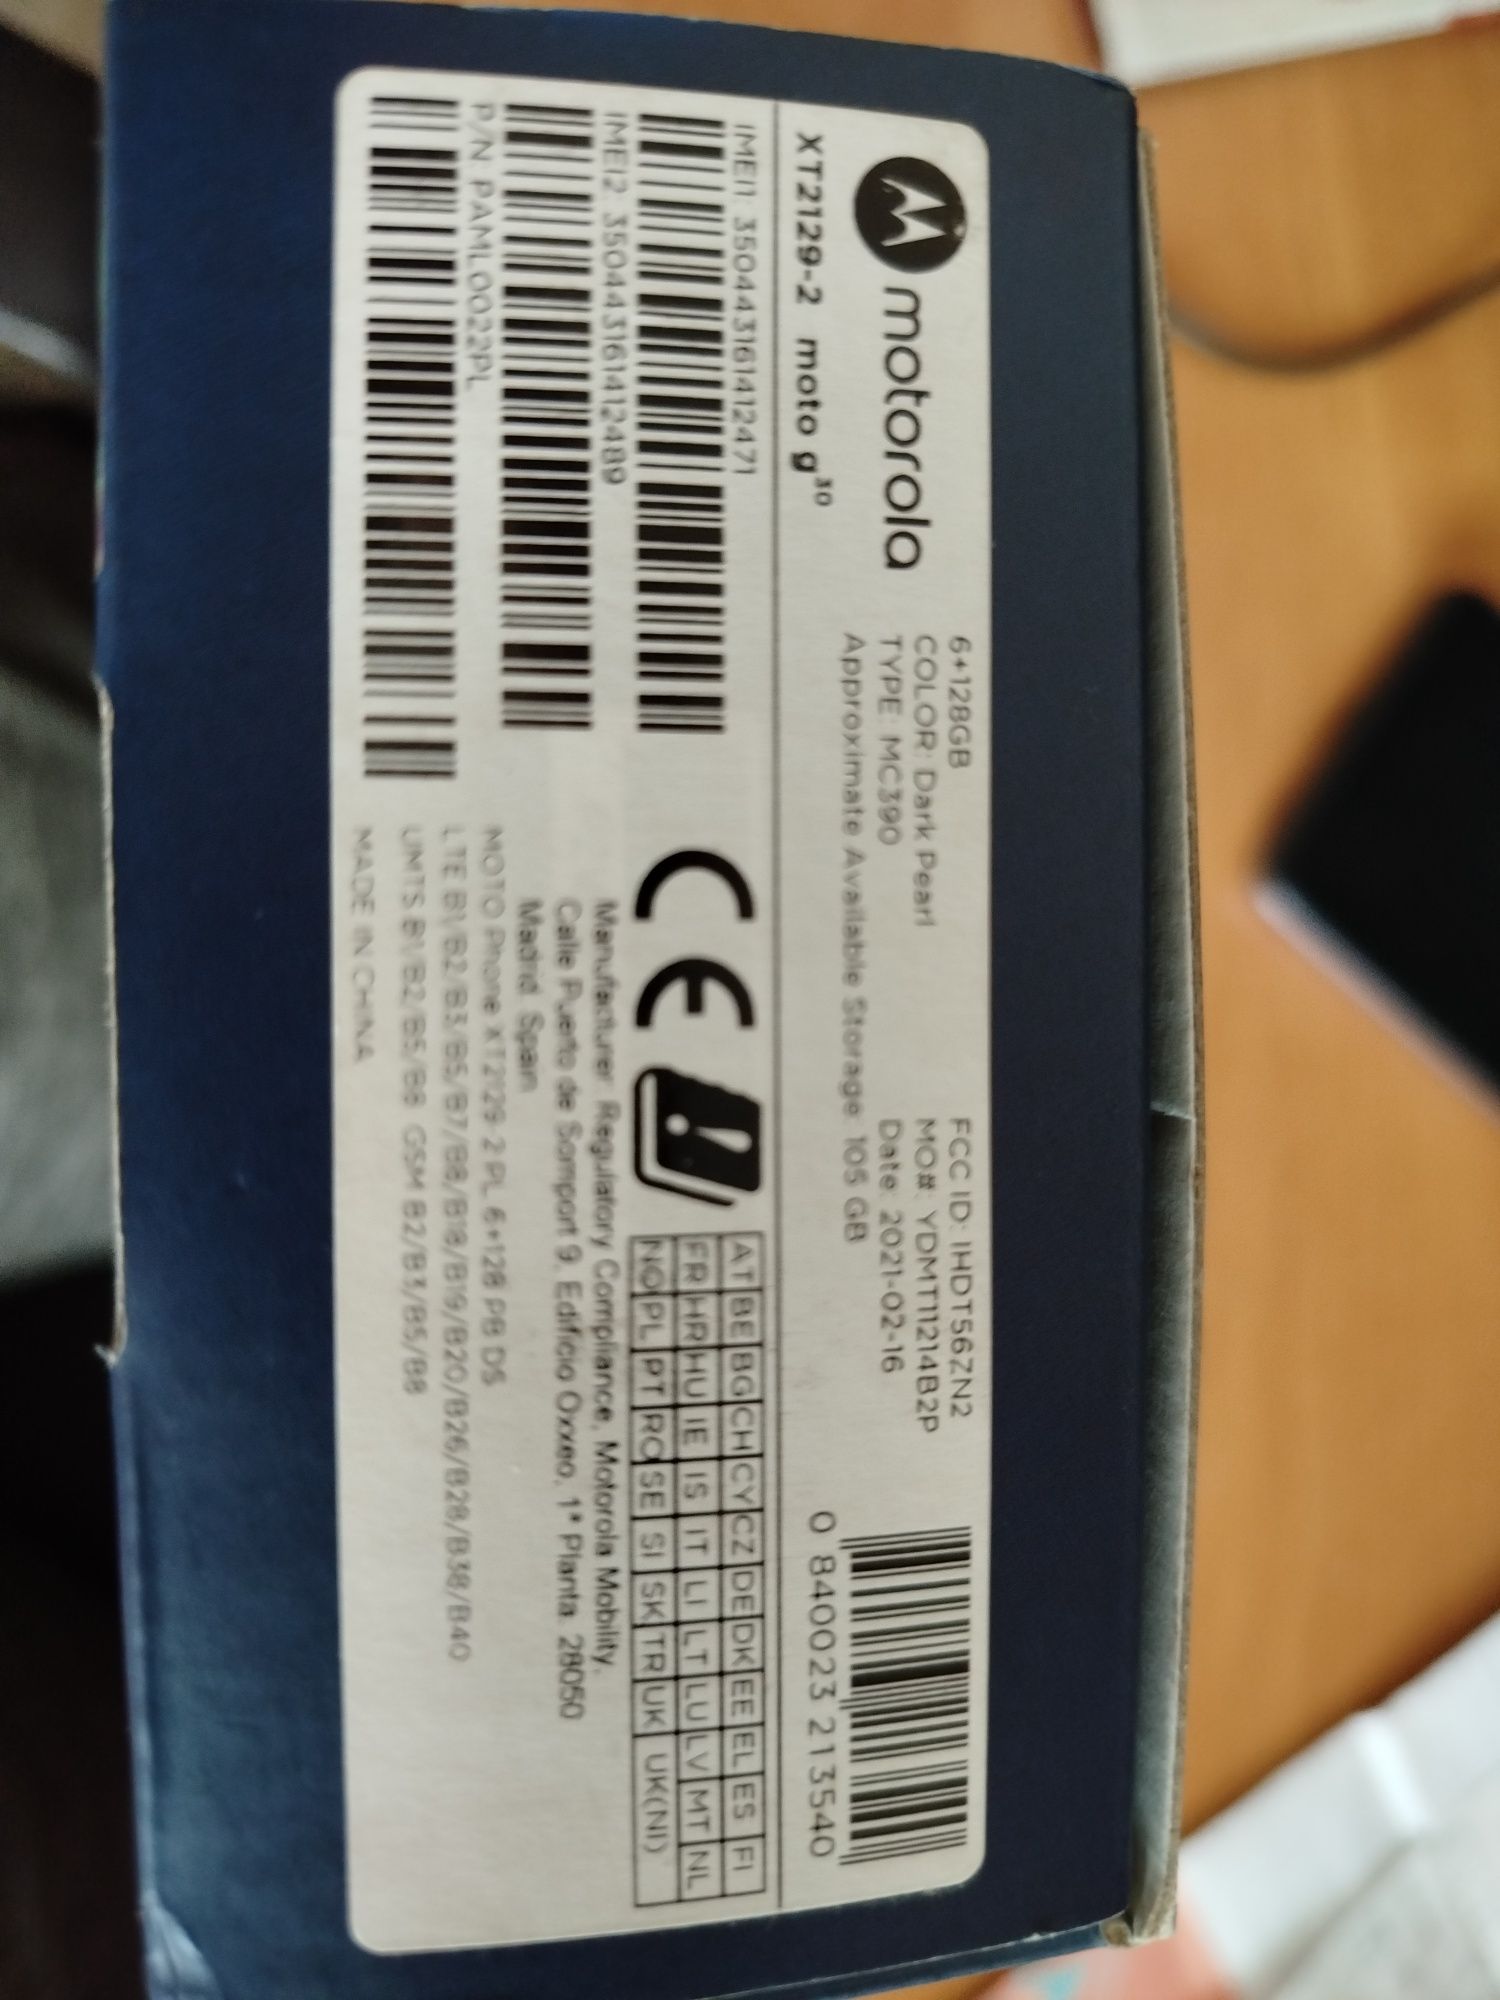 motorola
6+128GB
COLOR: Dark Pearl
TYPE: MC390
Approximate Available Storage: 105 GB
FCC ID: IHDT56ZN2
MO#: YDMT11214B2P
Date: 2021-02-16
0 840023 213540
XT2129-2 moto g30
IMEI1: 350443161412471
IMEI2: 350443161412489
P/N PAML0022PL
CE
AT BE BG CH CY CZ DE DK EE EL ES FI
FR HR HU IE IS IT LI LT LU LV MT NL
NO PL PT RO SE SI SK TR UK UK(NI)
Manufacturer Regulatory Compliance, Motorola Mobility,
Calle Puerto de Somport 9, Edificio Oxxeo, 1ª Planta. 28050
Madrid. Spain
MOTO Phone XT2129-2 PL 6+128 PB DS
LTE B1/B2/B3/B5/B7/B8/B18/B19/B20/B26/B28/B38/B40
UMTS B1/B2/B5/B8 GSM B2/B3/B5/B8
MADE IN CHINA